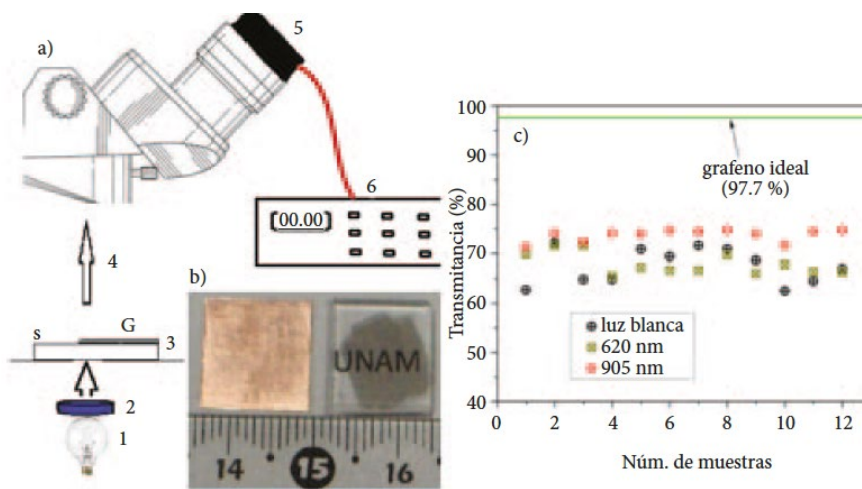 a)
5
6
[00.00]
4
s
G
3
2
1
b)
UNAM
14
15
16
c)
100
90
80
70
60
50
40
Transmitancia (%)
grafeno ideal
(97.7 %)
luz blanca
620 nm
905 nm
0
2
4
6
8
10
12
Núm. de muestras